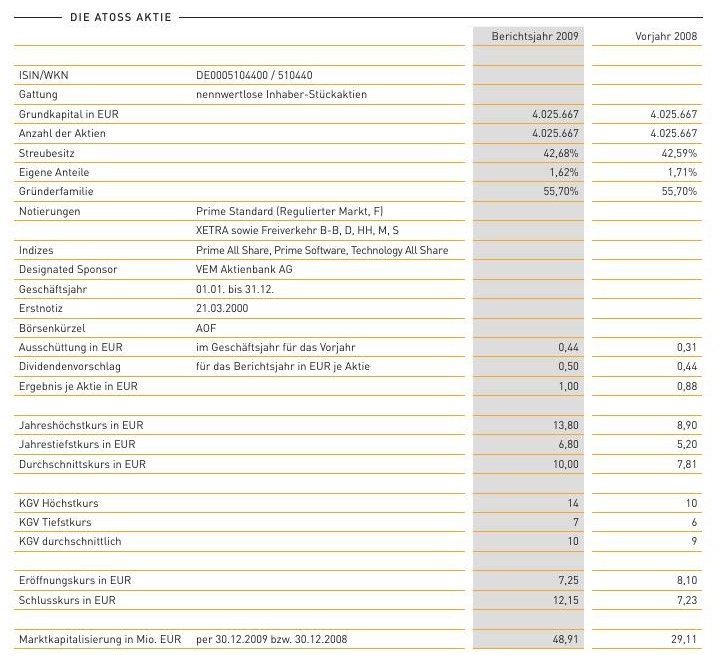 DIE ATOSS AKTIE
Berichtsjahr 2009 Vorjahr 2008
ISIN/WKN DE0005104400 / 510440
Gattung nennwertlose Inhaber-Stückaktien
Grundkapital in EUR 4.025.667 4.025.667
Anzahl der Aktien 4.025.667 4.025.667
Streubesitz 42,68% 42,59%
Eigene Anteile 1,62% 1,71%
Gründerfamilie 55,70% 55,70%
Notierungen Prime Standard (Regulierter Markt, F)
XETRA sowie Freiverkehr B-B, D, HH, M, S
Indizes Prime All Share, Prime Software, Technology All Share
Designated Sponsor VEM Aktienbank AG
Geschäftsjahr 01.01. bis 31.12.
Erstnotiz 21.03.2000
Börsenkürzel AOF
Ausschüttung in EUR im Geschäftsjahr für das Vorjahr 0,44 0,31
Dividendenvorschlag für das Berichtsjahr in EUR je Aktie 0,50 0,44
Ergebnis je Aktie in EUR 1,00 0,88
Jahreshöchstkurs in EUR 13,80 8,90
Jahrestiefstkurs in EUR 6,80 5,20
Durchschnittskurs in EUR 10,00 7,81
KGV Höchstkurs 14 10
KGV Tiefstkurs 7 6
KGV durchschnittlich 10 9
Eröffnungskurs in EUR 7,25 8,10
Schlusskurs in EUR 12,15 7,23
Marktkapitalisierung in Mio. EUR per 30.12.2009 bzw. 30.12.2008 48,91 29,11